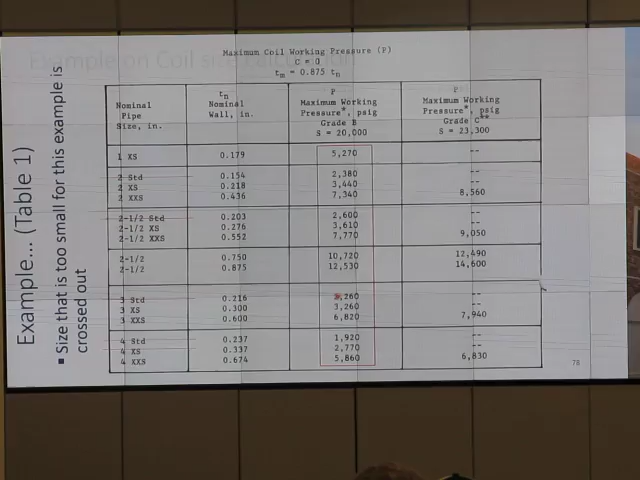 Example on Coil size
Example... (Table 1)
▪ Size that is too small for this example is
crossed out
Maximum Coil Working Pressure (P)
C = 0
tm = 0.875 tn
Nominal
Pipe
Size, in.
tn
Nominal
Wall, in.
P
Maximum Working
Pressure*, psig
Grade B
S = 20,000
P
Maximum Working
Pressure*, psig
Grade C**
S = 23,300
1 XS 0.179 5,270 --
2 Std 0.154 2,380 --
2 XS 0.218 3,440 --
2 XXS 0.436 7,340 8,560
2-1/2 Std 0.203 2,600 --
2-1/2 XS 0.276 3,610 --
2-1/2 XXS 0.552 7,770 9,050
2-1/2 0.750 10,720 12,490
2-1/2 0.875 12,530 14,600
3 Std 0.216 2,260 --
3 XS 0.300 3,260 --
3 XXS 0.600 6,820 7,940
4 Std 0.237 1,920 --
4 XS 0.337 2,770 --
4 XXS 0.674 5,860 6,830
78